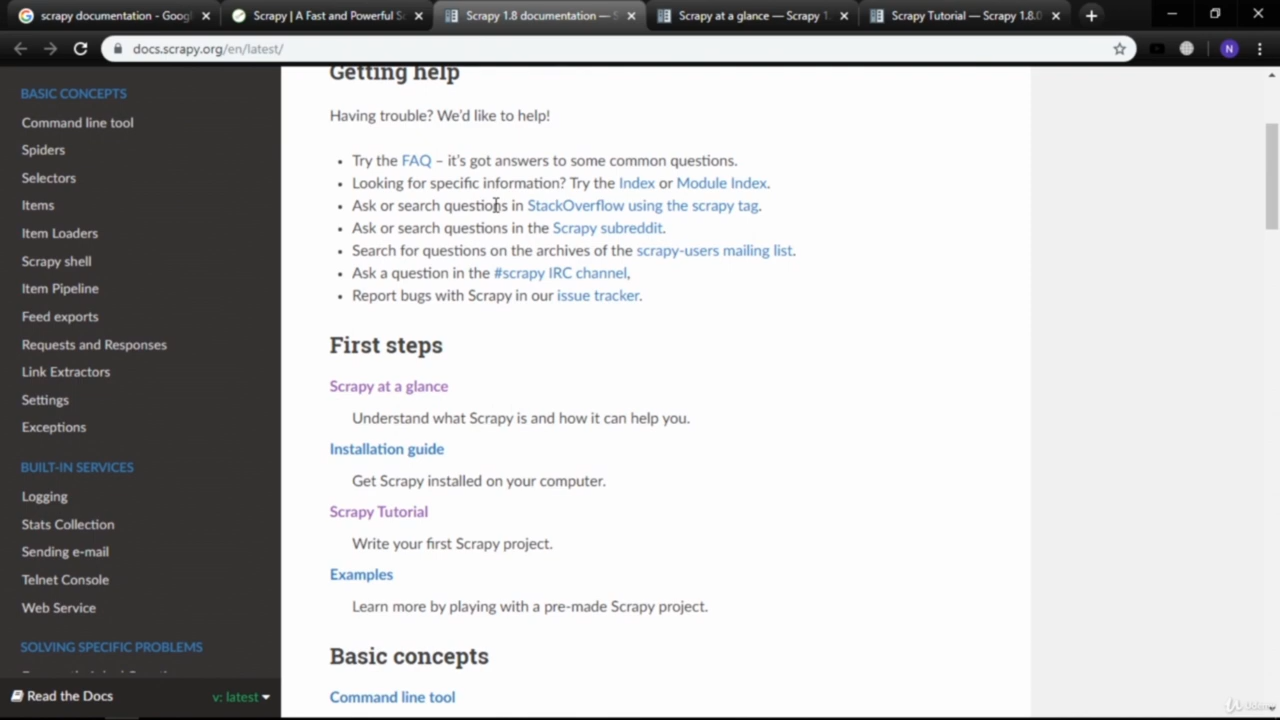 scrapy documentation - Goog
Scrapy | A Fast and Powerful Sc
Scrapy 1.8 documentation — S
Scrapy at a glance — Scrapy 1.
Scrapy Tutorial — Scrapy 1.8.0
docs.scrapy.org/en/latest/
N
BASIC CONCEPTS
Command line tool
Spiders
Selectors
Items
Item Loaders
Scrapy shell
Item Pipeline
Feed exports
Requests and Responses
Link Extractors
Settings
Exceptions
BUILT-IN SERVICES
Logging
Stats Collection
Sending e-mail
Telnet Console
Web Service
SOLVING SPECIFIC PROBLEMS
Read the Docs
v: latest
Getting help
Having trouble? We'd like to help!
• Try the FAQ – it's got answers to some common questions.
• Looking for specific information? Try the Index or Module Index.
• Ask or search questions in StackOverflow using the scrapy tag.
• Ask or search questions in the Scrapy subreddit.
• Search for questions on the archives of the scrapy-users mailing list.
• Ask a question in the #scrapy IRC channel,
• Report bugs with Scrapy in our issue tracker.
First steps
Scrapy at a glance
Understand what Scrapy is and how it can help you.
Installation guide
Get Scrapy installed on your computer.
Scrapy Tutorial
Write your first Scrapy project.
Examples
Learn more by playing with a pre-made Scrapy project.
Basic concepts
Command line tool